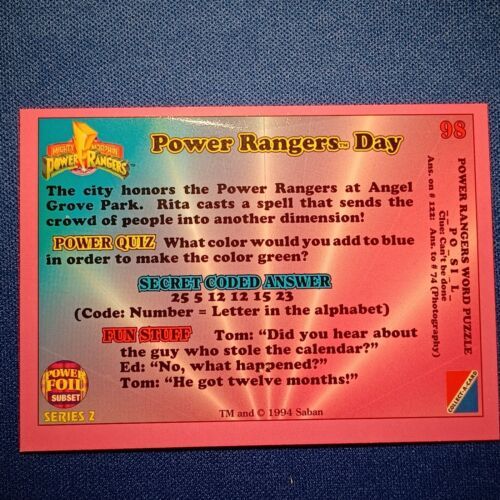 MIGHTY MORPHIN
POWER RANGERS™
Power Rangers™ Day
The city honors the Power Rangers at Angel
Grove Park. Rita casts a spell that sends the
crowd of people into another dimension!
POWER QUIZ What color would you add to blue
in order to make the color green?
SECRET CODED ANSWER
25 5 12 12 15 23
(Code: Number = Letter in the alphabet)
FUN STUFF Tom: “Did you hear about
the guy who stole the calendar?”
Ed: “No, what happened?”
Tom: “He got twelve months!”
POWER
FOIL
SUBSET
SERIES 2
TM and © 1994 Saban
98
POWER RANGERS WORD PUZZLE
_ PO _ SI _ L _
Clue: Can't be done
Ans. on # 122: Ans. to # 74 (Photography)
COLLECT-A-CARD